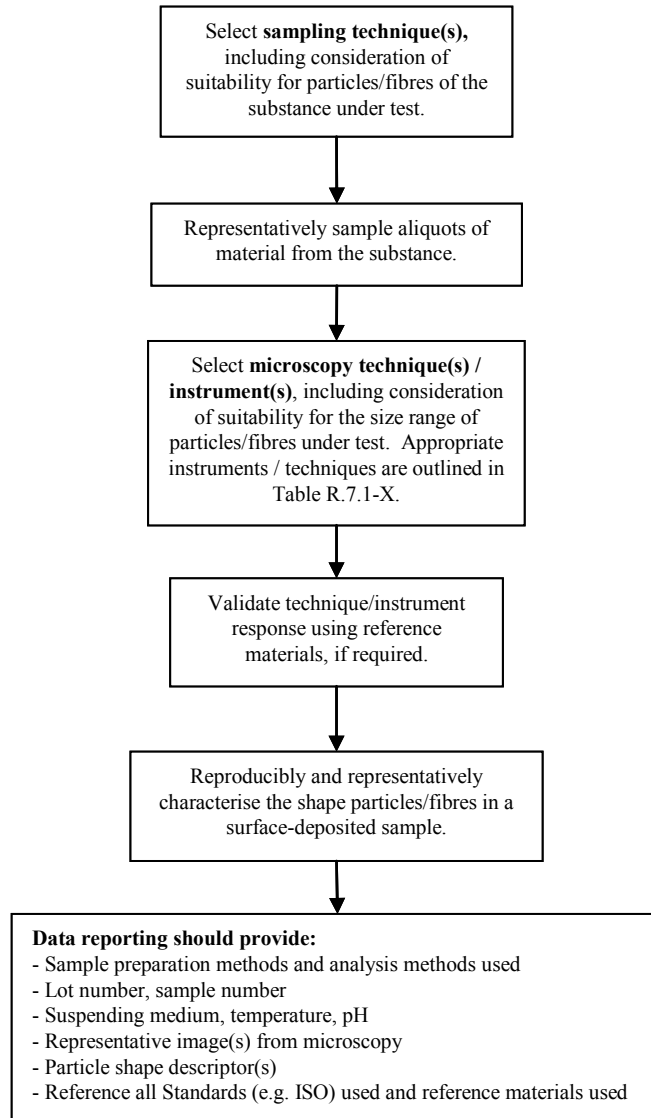 Select sampling technique(s),
including consideration of
suitability for particles/fibres of the
substance under test.
Representatively sample aliquots of
material from the substance.
Select microscopy technique(s) /
instrument(s), including consideration
of suitability for the size range of
particles/fibres under test. Appropriate
instruments / techniques are outlined in
Table R.7.1-X.
Validate technique/instrument
response using reference
materials, if required.
Reproducibly and representatively
characterise the shape particles/fibres in a
surface-deposited sample.
Data reporting should provide:
- Sample preparation methods and analysis methods used
- Lot number, sample number
- Suspending medium, temperature, pH
- Representative image(s) from microscopy
- Particle shape descriptor(s)
- Reference all Standards (e.g. ISO) used and reference materials used